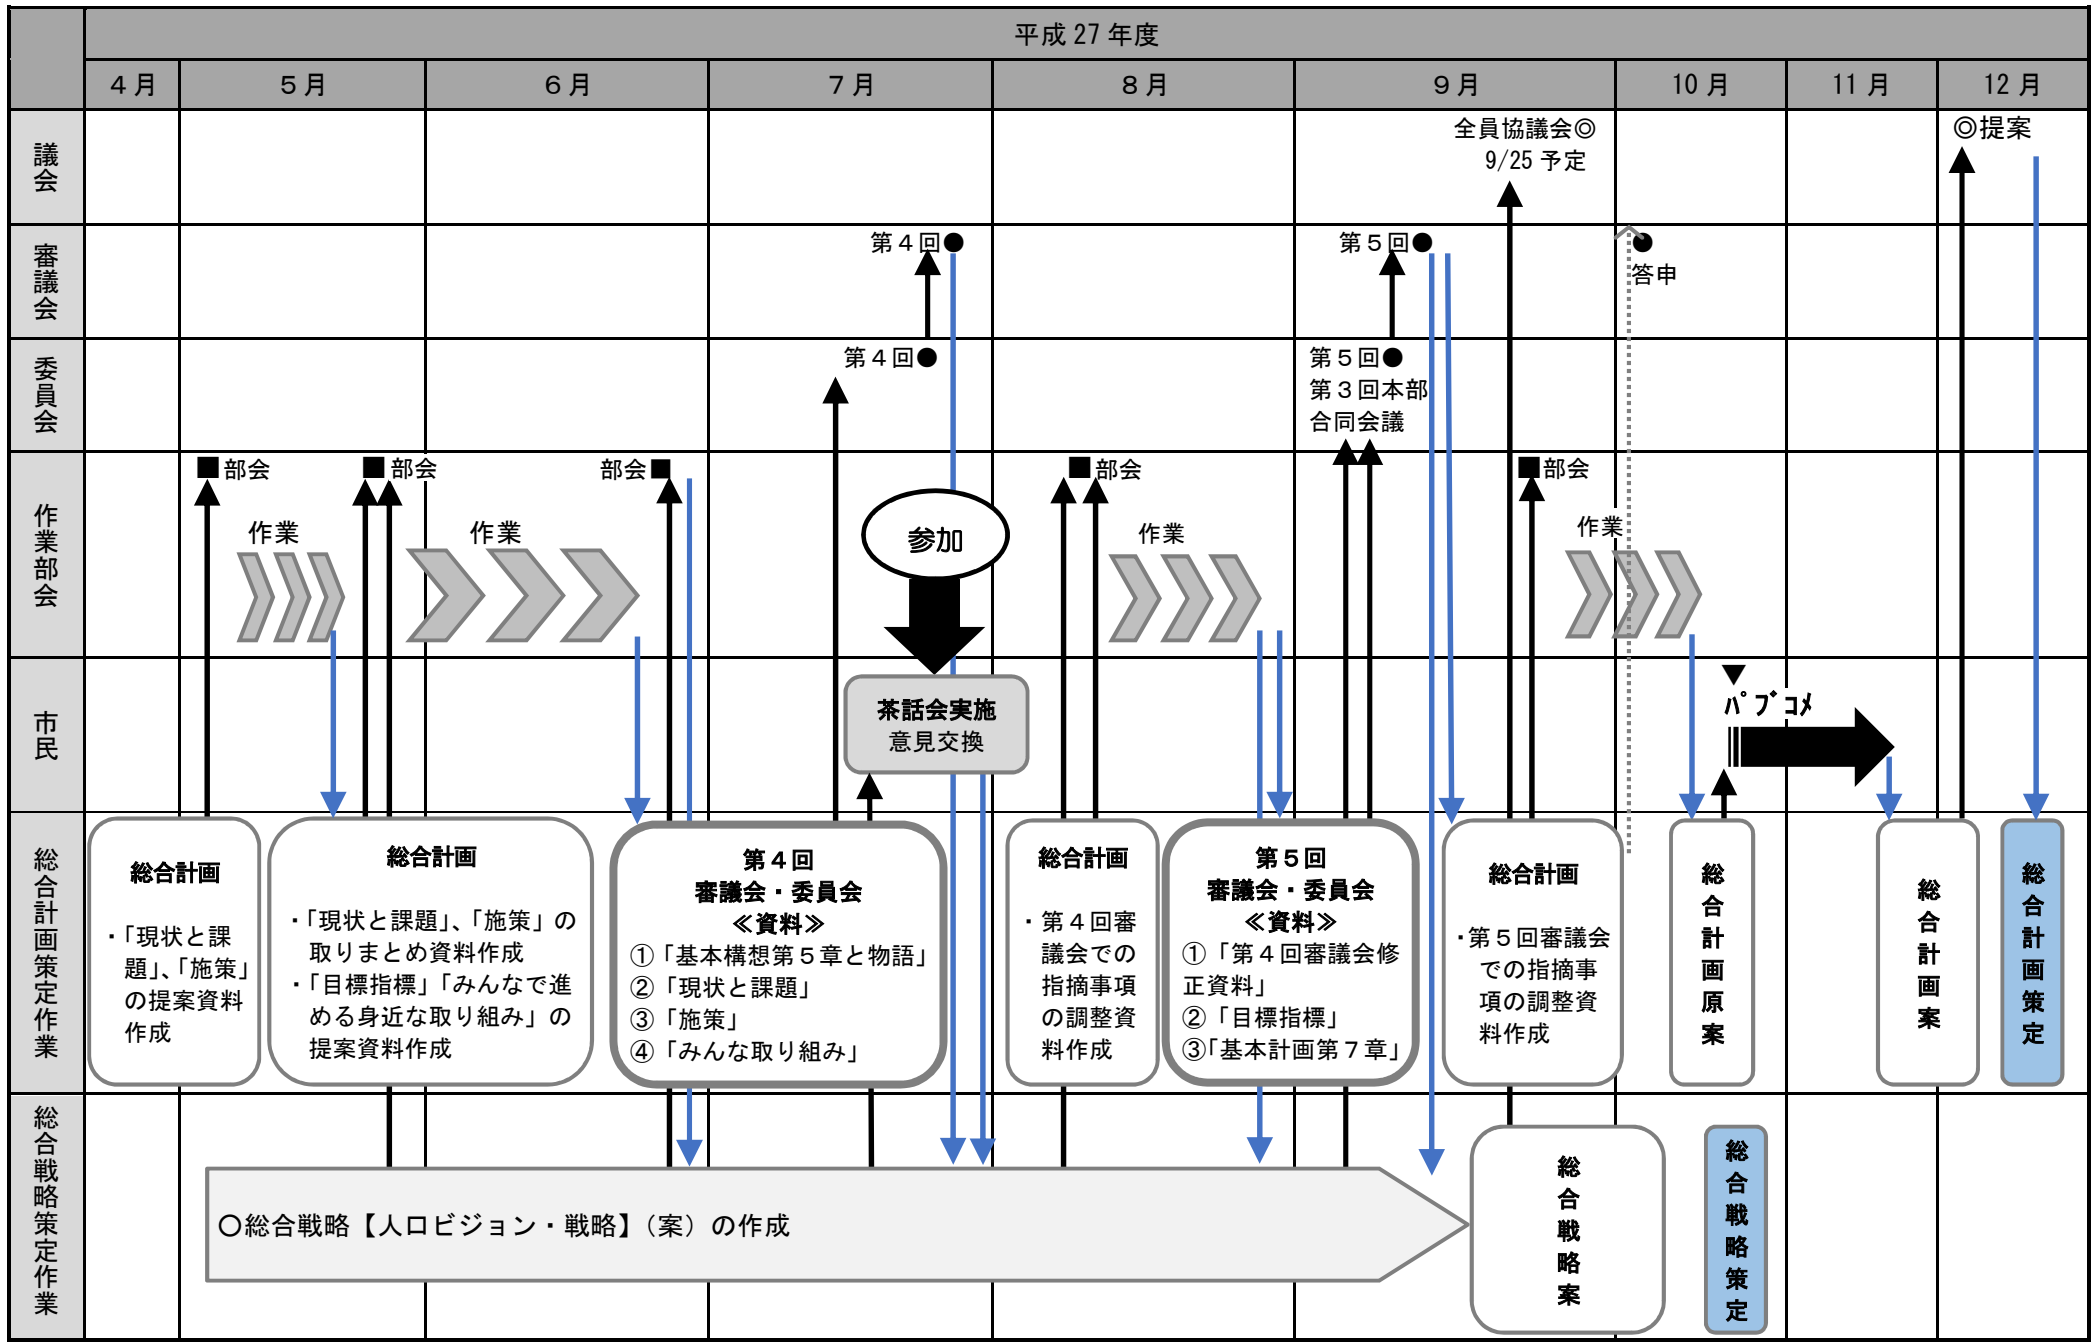 平成 27 年度
４月
５月
６月
７月
８月
９月
10 月
11 月
12 月
議会
全員協議会◎
9/25 予定
◎提案
審議会
第４回●
第５回●
●
答申
委員会
第４回●
第５回●
第３回本部
合同会議
作業部会
■部会
■部会
部会■
■部会
■部会
作業
作業
参加
作業
作業
市民
茶話会実施
意見交換
▼
ﾊﾟﾌﾞｺﾒ
総合計画策定作業
総合計画
・「現状と課
題」、「施策」
の提案資料
作成
総合計画
・「現状と課題」、「施策」の
取りまとめ資料作成
・「目標指標」「みんなで進
める身近な取り組み」の
提案資料作成
第４回
審議会・委員会
≪資料≫
①「基本構想第５章と物語」
②「現状と課題」
③「施策」
④「みんな取り組み」
総合計画
・第４回審
議会での
指摘事項
の調整資
料作成
第５回
審議会・委員会
≪資料≫
①「第４回審議会修
正資料」
②「目標指標」
③「基本計画第７章」
総合計画
・第５回審議会
での指摘事
項の調整資
料作成
総合計画原案
総合計画案
総合計画策定
総合戦略策定作業
〇総合戦略【人ロビジョン・戦略】（案）の作成
総合戦略案
総合戦略策定